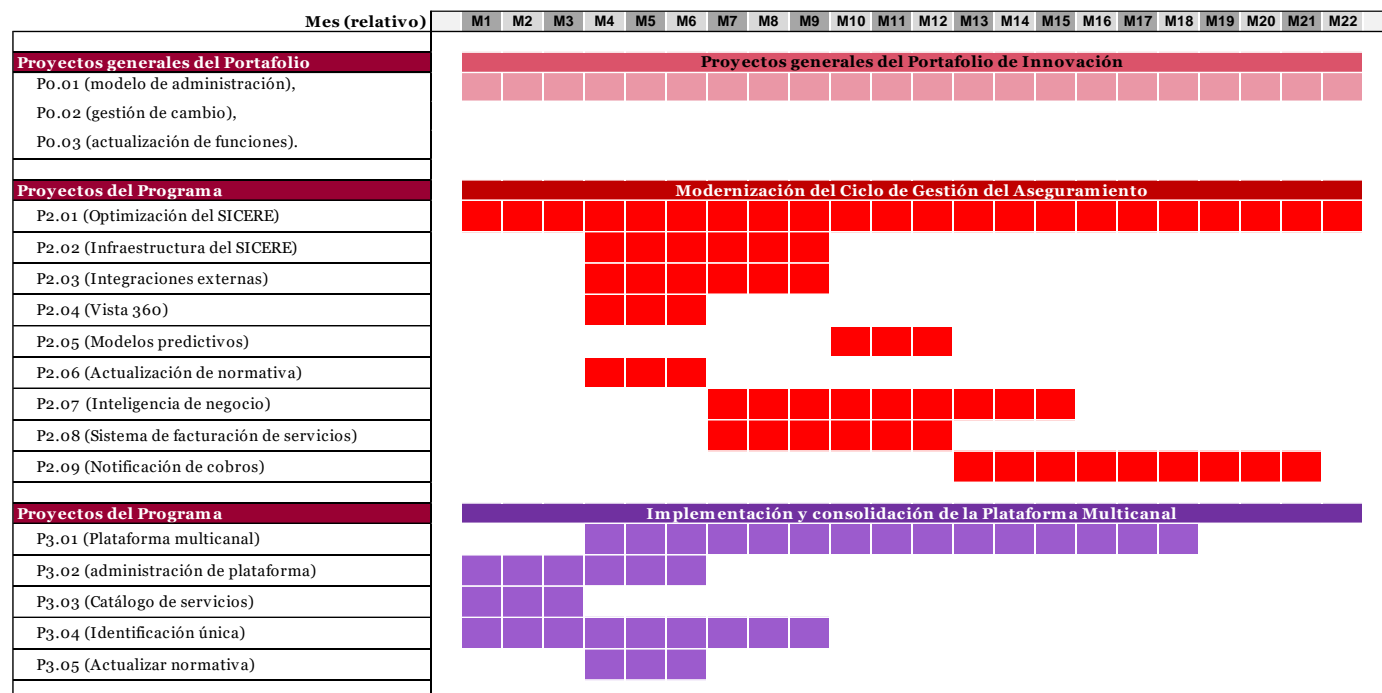 Mes (relativo) M1 M2 M3 M4 M5 M6 M7 M8 M9 M10 M11 M12 M13 M14 M15 M16 M17 M18 M19 M20 M21 M22
Proyectos generales del Portafolio Proyectos generales del Portafolio de Innovación
P0.01 (modelo de administración),
P0.02 (gestión de cambio),
P0.03 (actualización de funciones).
Proyectos del Programa Modernización del Ciclo de Gestión del Aseguramiento
P2.01 (Optimización del SICERE)
P2.02 (Infraestructura del SICERE)
P2.03 (Integraciones externas)
P2.04 (Vista 360)
P2.05 (Modelos predictivos)
P2.06 (Actualización de normativa)
P2.07 (Inteligencia de negocio)
P2.08 (Sistema de facturación de servicios)
P2.09 (Notificación de cobros)
Proyectos del Programa Implementación y consolidación de la Plataforma Multicanal
P3.01 (Plataforma multicanal)
P3.02 (administración de plataforma)
P3.03 (Catálogo de servicios)
P3.04 (Identificación única)
P3.05 (Actualizar normativa)